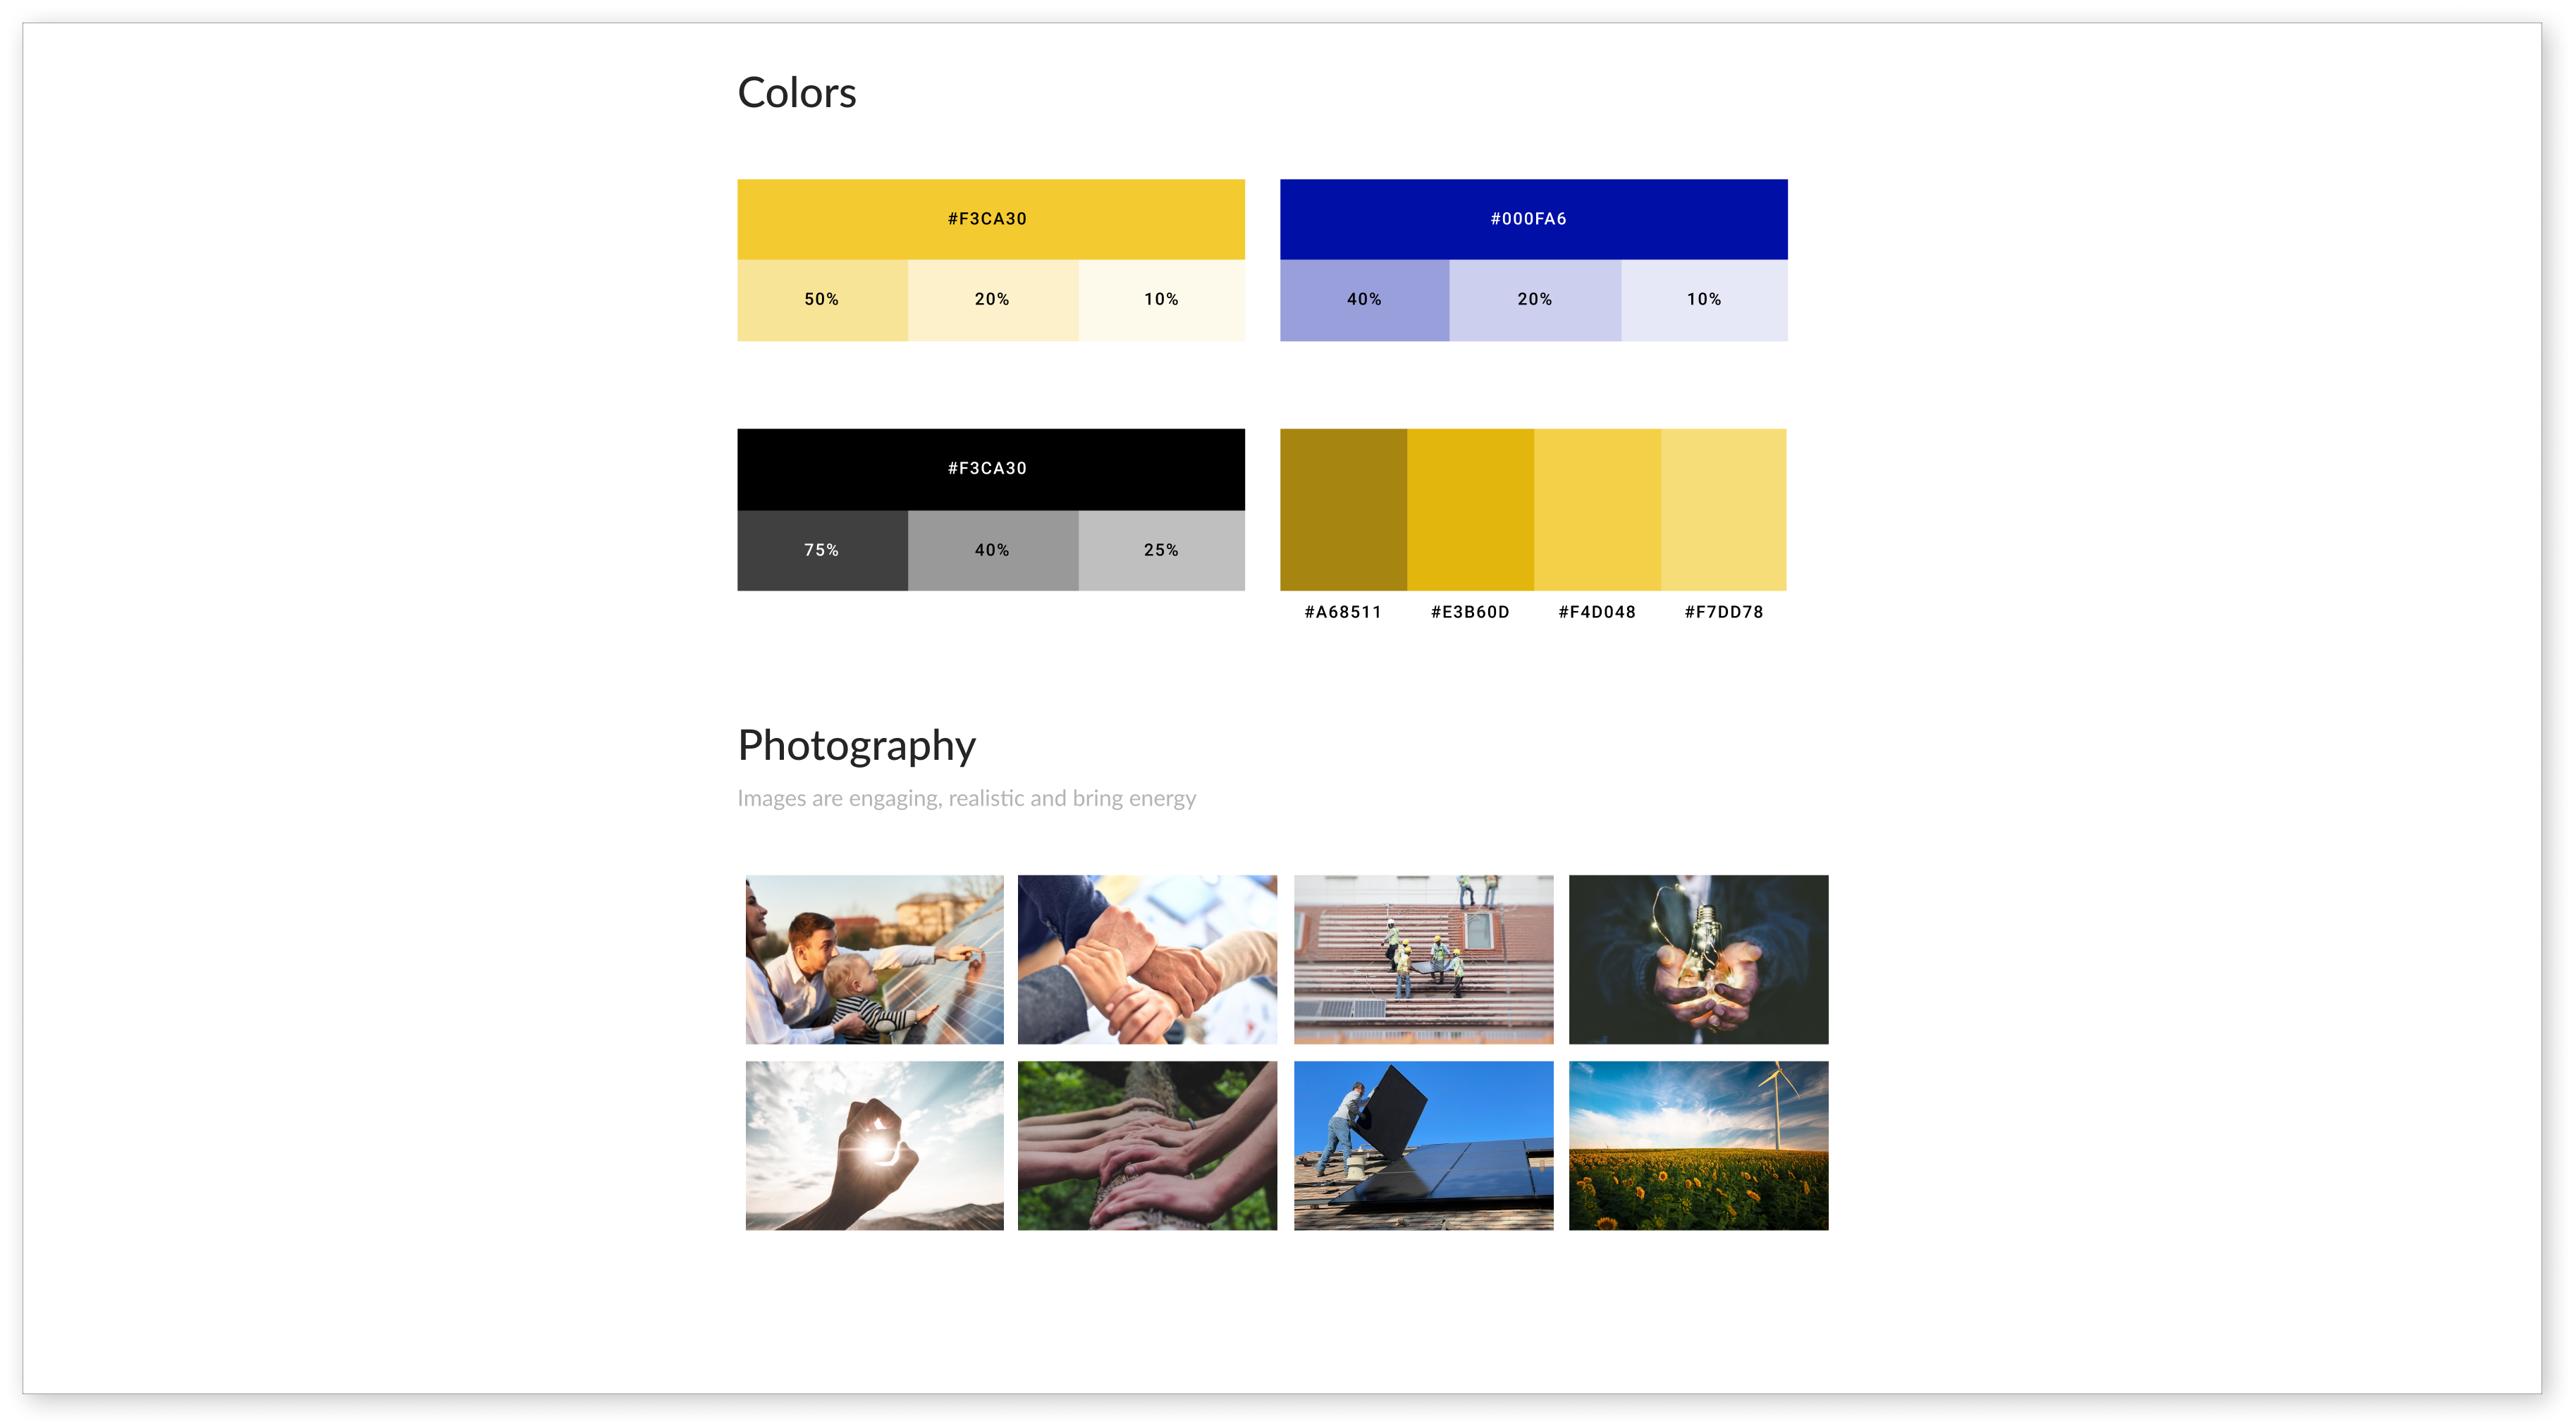 Colors
#F3CA30
50% 20% 10%
#000FA6
40% 20% 10%
#F3CA30
75% 40% 25%
#A68511 #E3B60D #F4D048 #F7DD78
Photography
Images are engaging, realistic and bring energy